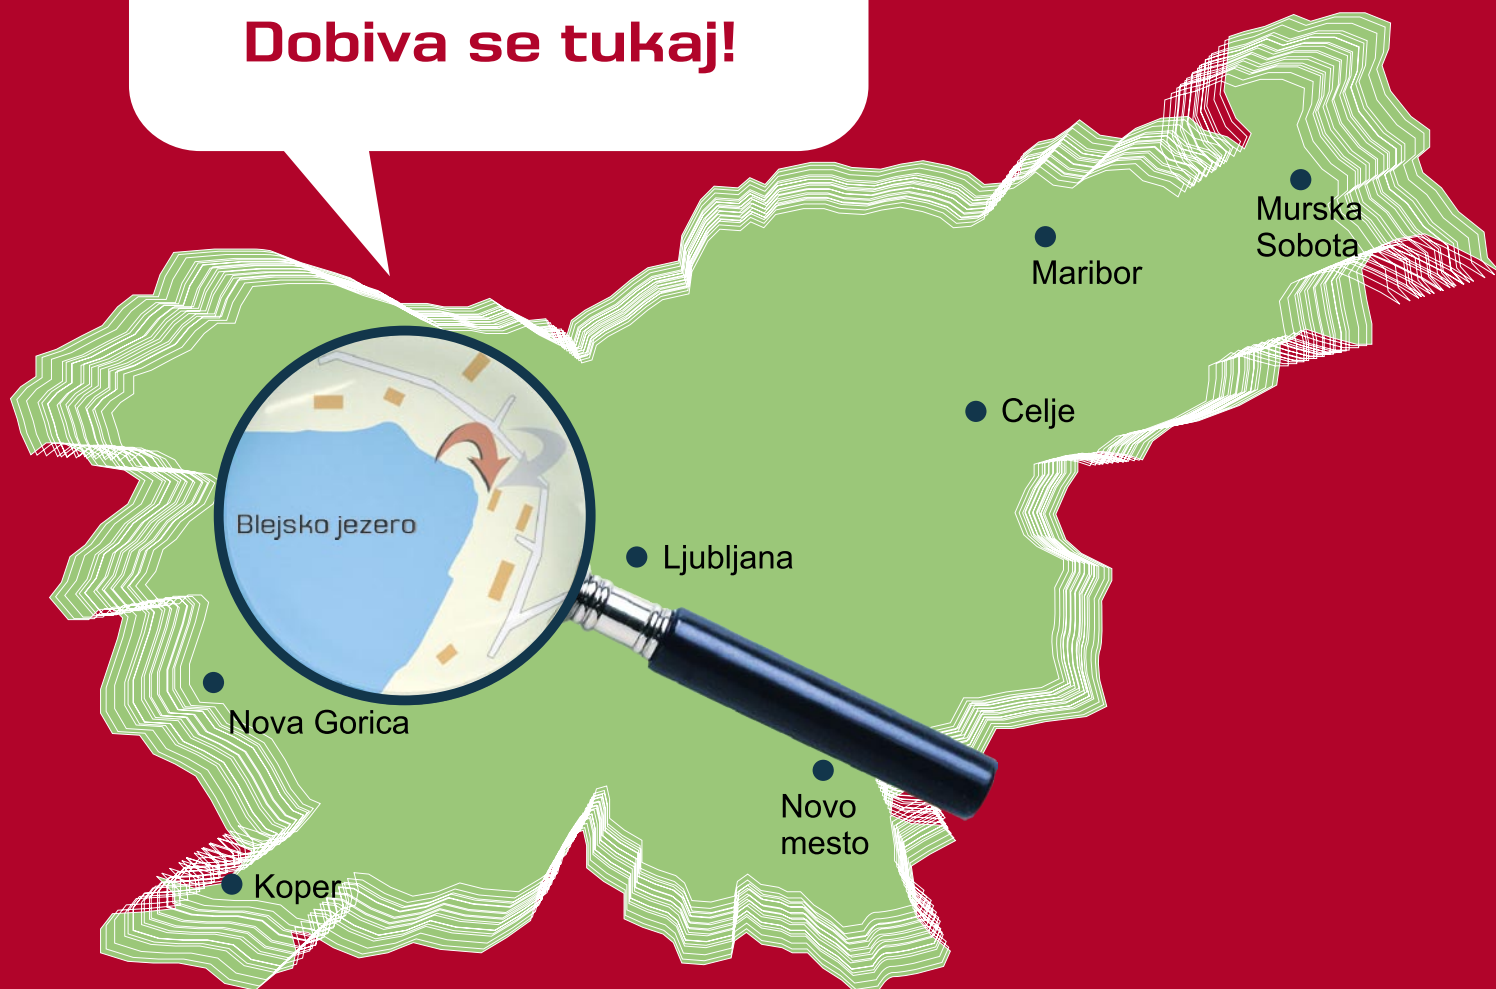 Dobiva se tukaj!
Murska
Sobota
Maribor
Celje
Blejsko jezero
Ljubljana
Nova Gorica
Novo
mesto
Koper